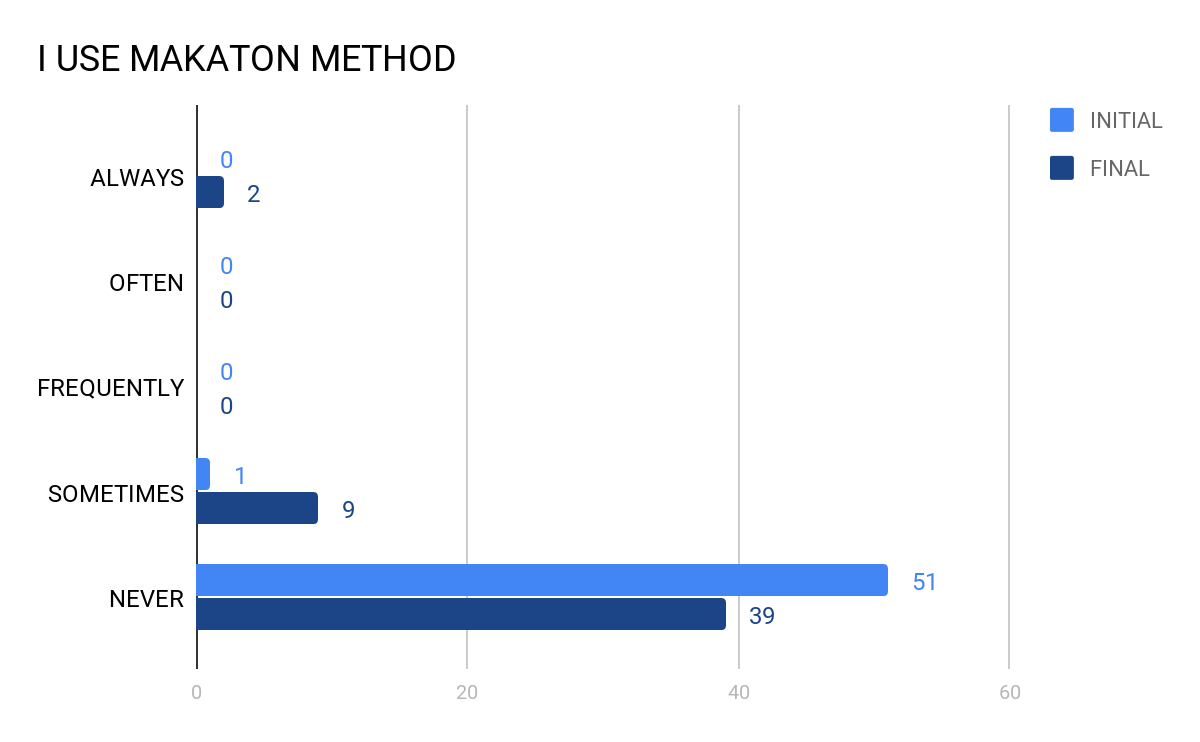 I USE MAKATON METHOD
INITIAL
FINAL
ALWAYS
0
2
OFTEN
0
0
FREQUENTLY
0
0
SOMETIMES
1
9
NEVER
51
39
0 20 40 60